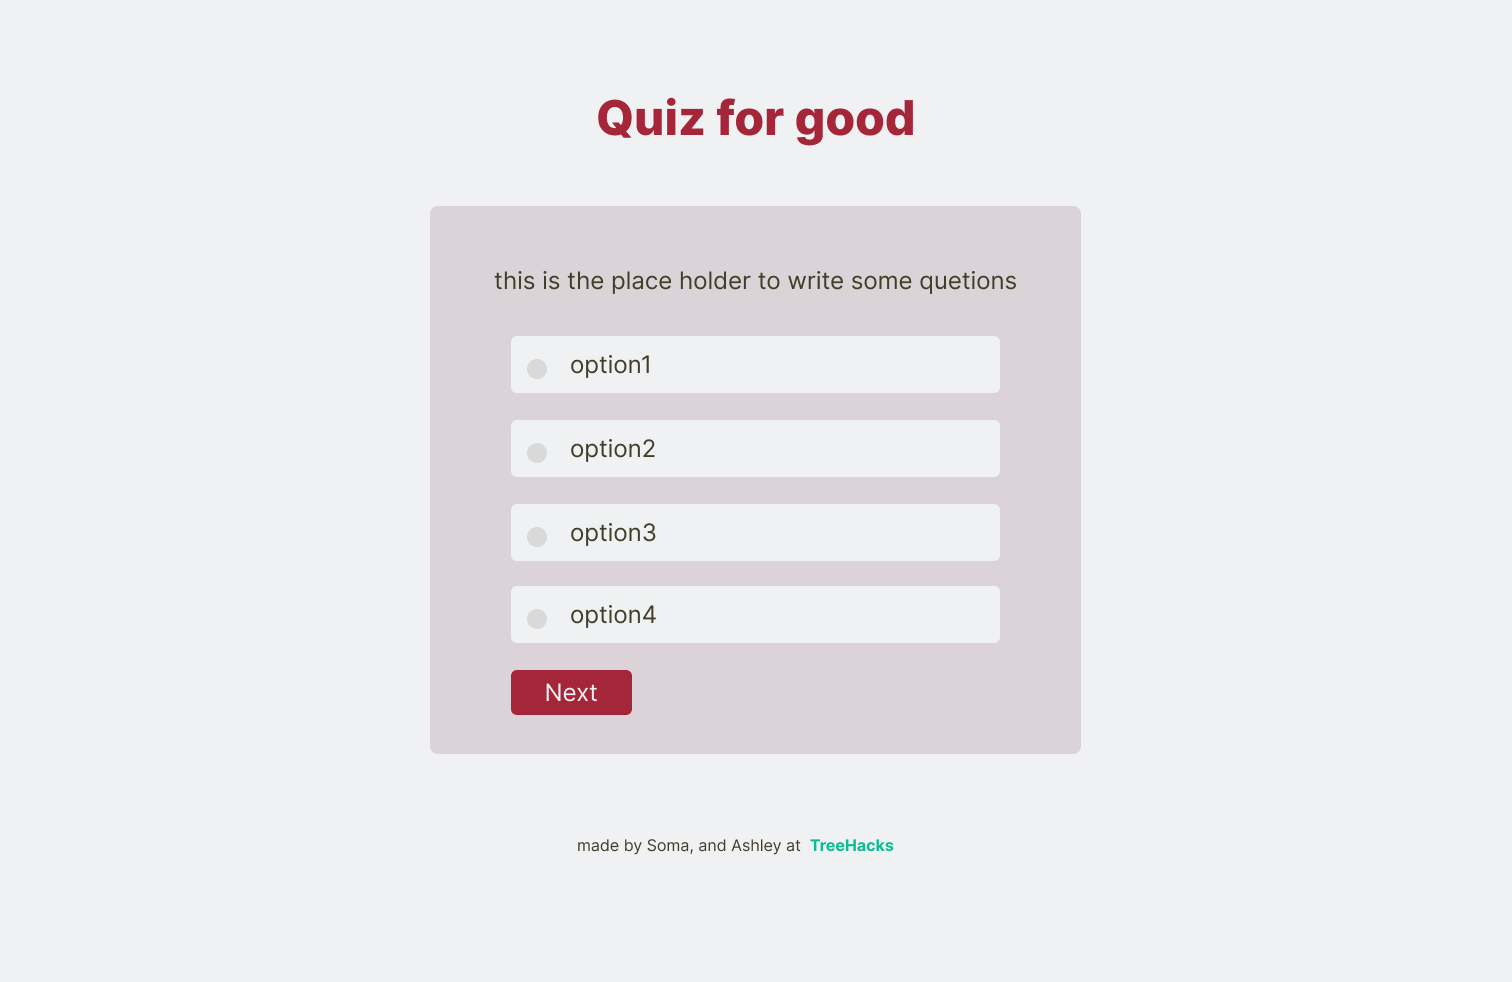 Quiz for good
this is the place holder to write some quetions
option1
option2
option3
option4
Next
made by Soma, and Ashley at TreeHacks